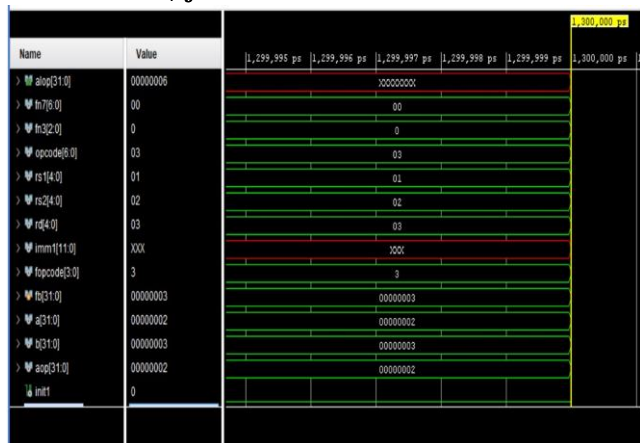 1,300,000 ps
Name Value 1,299,995 ps 1,299,996 ps 1,299,997 ps 1,299,998 ps 1,299,999 ps 1,300,000 ps
alop[31:0] 00000006 XXXXXXXX
fn7[6:0] 00 00
fn3[2:0] 0 0
opcode[6:0] 03 03
rs1[4:0] 01 01
rs2[4:0] 02 02
rd[4:0] 03 03
imm1[11:0] XXX XXX
fopcode[3:0] 3 3
fb[31:0] 00000003 00000003
a[31:0] 00000002 00000002
b[31:0] 00000003 00000003
aop[31:0] 00000002 00000002
init1 0